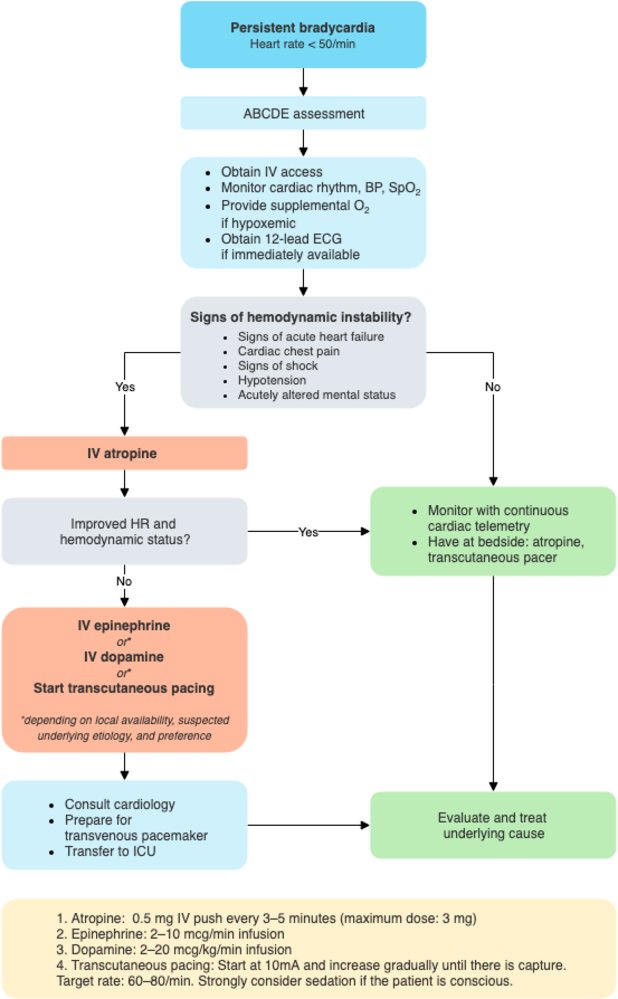 Persistent bradycardia
Heart rate < 50/min
ABCDE assessment
• Obtain IV access
• Monitor cardiac rhythm, BP, SpO₂
• Provide supplemental O₂
if hypoxemic
• Obtain 12-lead ECG
if immediately available
Signs of hemodynamic instability?
• Signs of acute heart failure
• Cardiac chest pain
• Signs of shock
• Hypotension
• Acutely altered mental status
Yes
No
IV atropine
Improved HR and
hemodynamic status?
Yes
• Monitor with continuous
cardiac telemetry
• Have at bedside: atropine,
transcutaneous pacer
No
IV epinephrine
or*
IV dopamine
or*
Start transcutaneous pacing
*depending on local availability, suspected
underlying etiology, and preference
• Consult cardiology
• Prepare for
transvenous pacemaker
• Transfer to ICU
Evaluate and treat
underlying cause
1. Atropine: 0.5 mg IV push every 3–5 minutes (maximum dose: 3 mg)
2. Epinephrine: 2–10 mcg/min infusion
3. Dopamine: 2–20 mcg/kg/min infusion
4. Transcutaneous pacing: Start at 10mA and increase gradually until there is capture.
Target rate: 60–80/min. Strongly consider sedation if the patient is conscious.